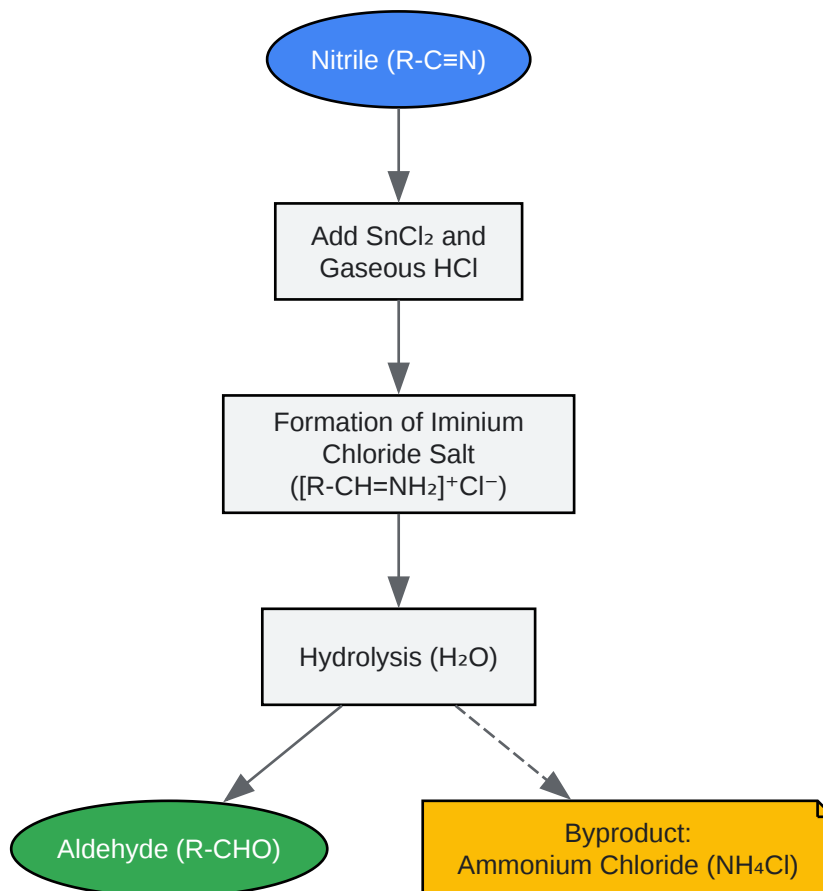 Nitrile (R-C≡N)
Add SnCl₂ and
Gaseous HCl
Formation of Iminium
Chloride Salt
([R-CH=NH₂]⁺Cl⁻)
Hydrolysis (H₂O)
Aldehyde (R-CHO)
Byproduct:
Ammonium Chloride (NH₄Cl)